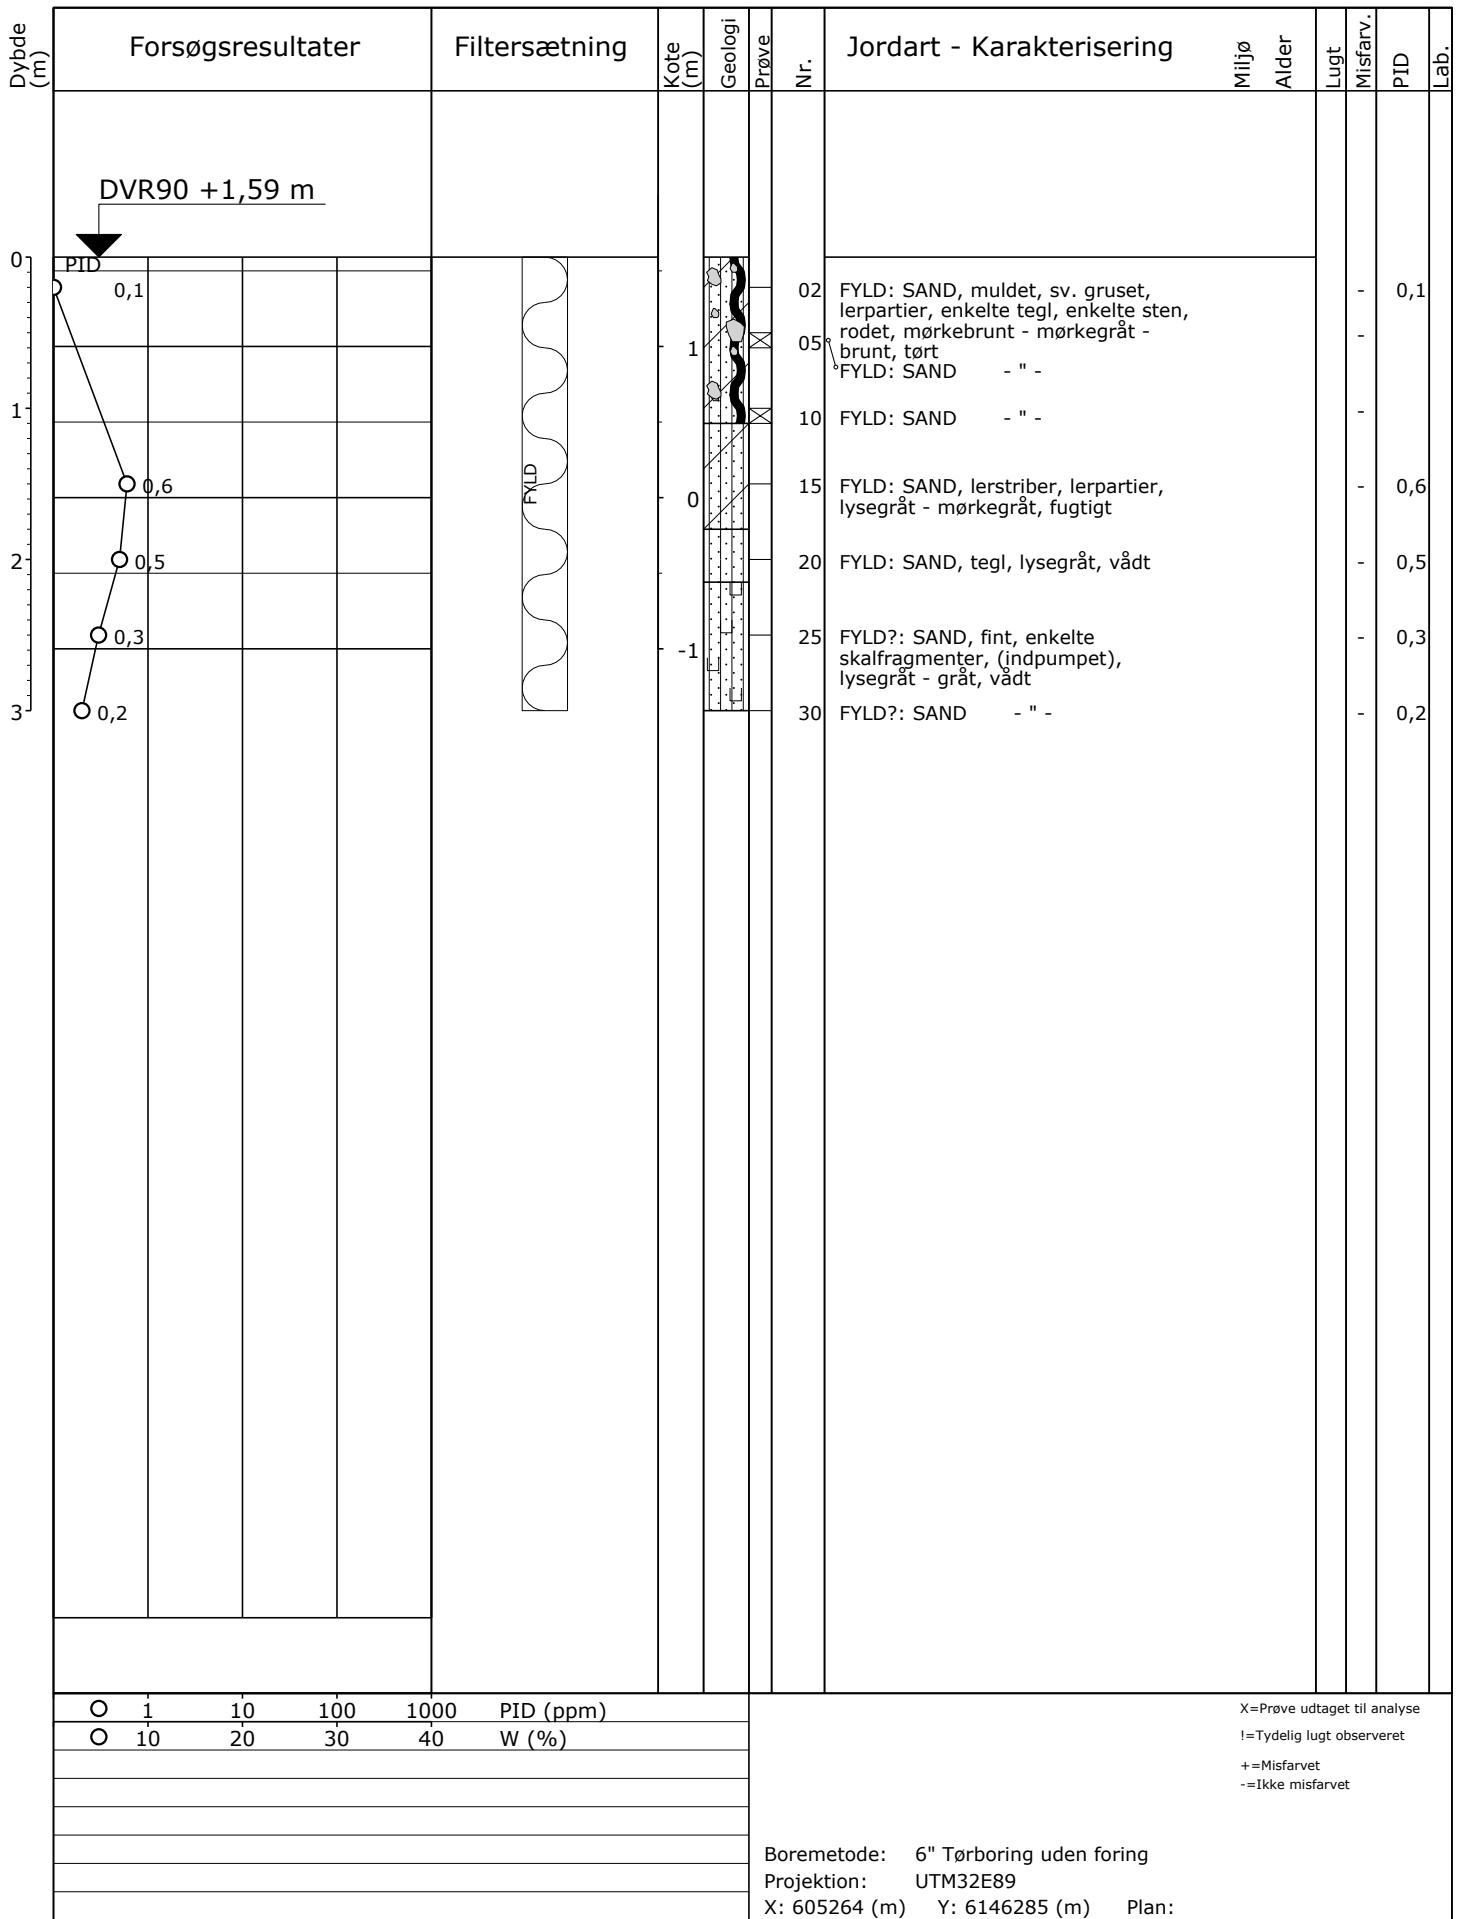 Dybde (m) Forsøgsresultater Filtersætning Kote (m) Geologi Prøve Nr. Jordart - Karakterisering Miljø Alder Lugt Misfarv. PID Lab.
DVR90 +1,59 m
0
PID
0,1
02 FYLD: SAND, muldet, sv. gruset, - 0,1
lerpartier, enkelte tegl, enkelte sten,
rodet, mørkebrunt - mørkegråt - -
1 05 brunt, tørt
FYLD: SAND - " -
1 10 FYLD: SAND - " - -
FYLD
0,6 15 FYLD: SAND, lerstriber, lerpartier, - 0,6
0 lysegråt - mørkegråt, fugtigt
2 0,5 20 FYLD: SAND, tegl, lysegråt, vådt - 0,5
0,3 25 FYLD?: SAND, fint, enkelte - 0,3
-1 skalfragmenter, (indpumpet),
lysegråt - gråt, vådt
3 0,2 30 FYLD?: SAND - " - - 0,2
1 10 100 1000 PID (ppm)
10 20 30 40 W (%)
X=Prøve udtaget til analyse
!=Tydelig lugt observeret
+=Misfarvet
-=Ikke misfarvet
Boremetode: 6" Tørboring uden foring
Projektion: UTM32E89
X: 605264 (m) Y: 6146285 (m) Plan: